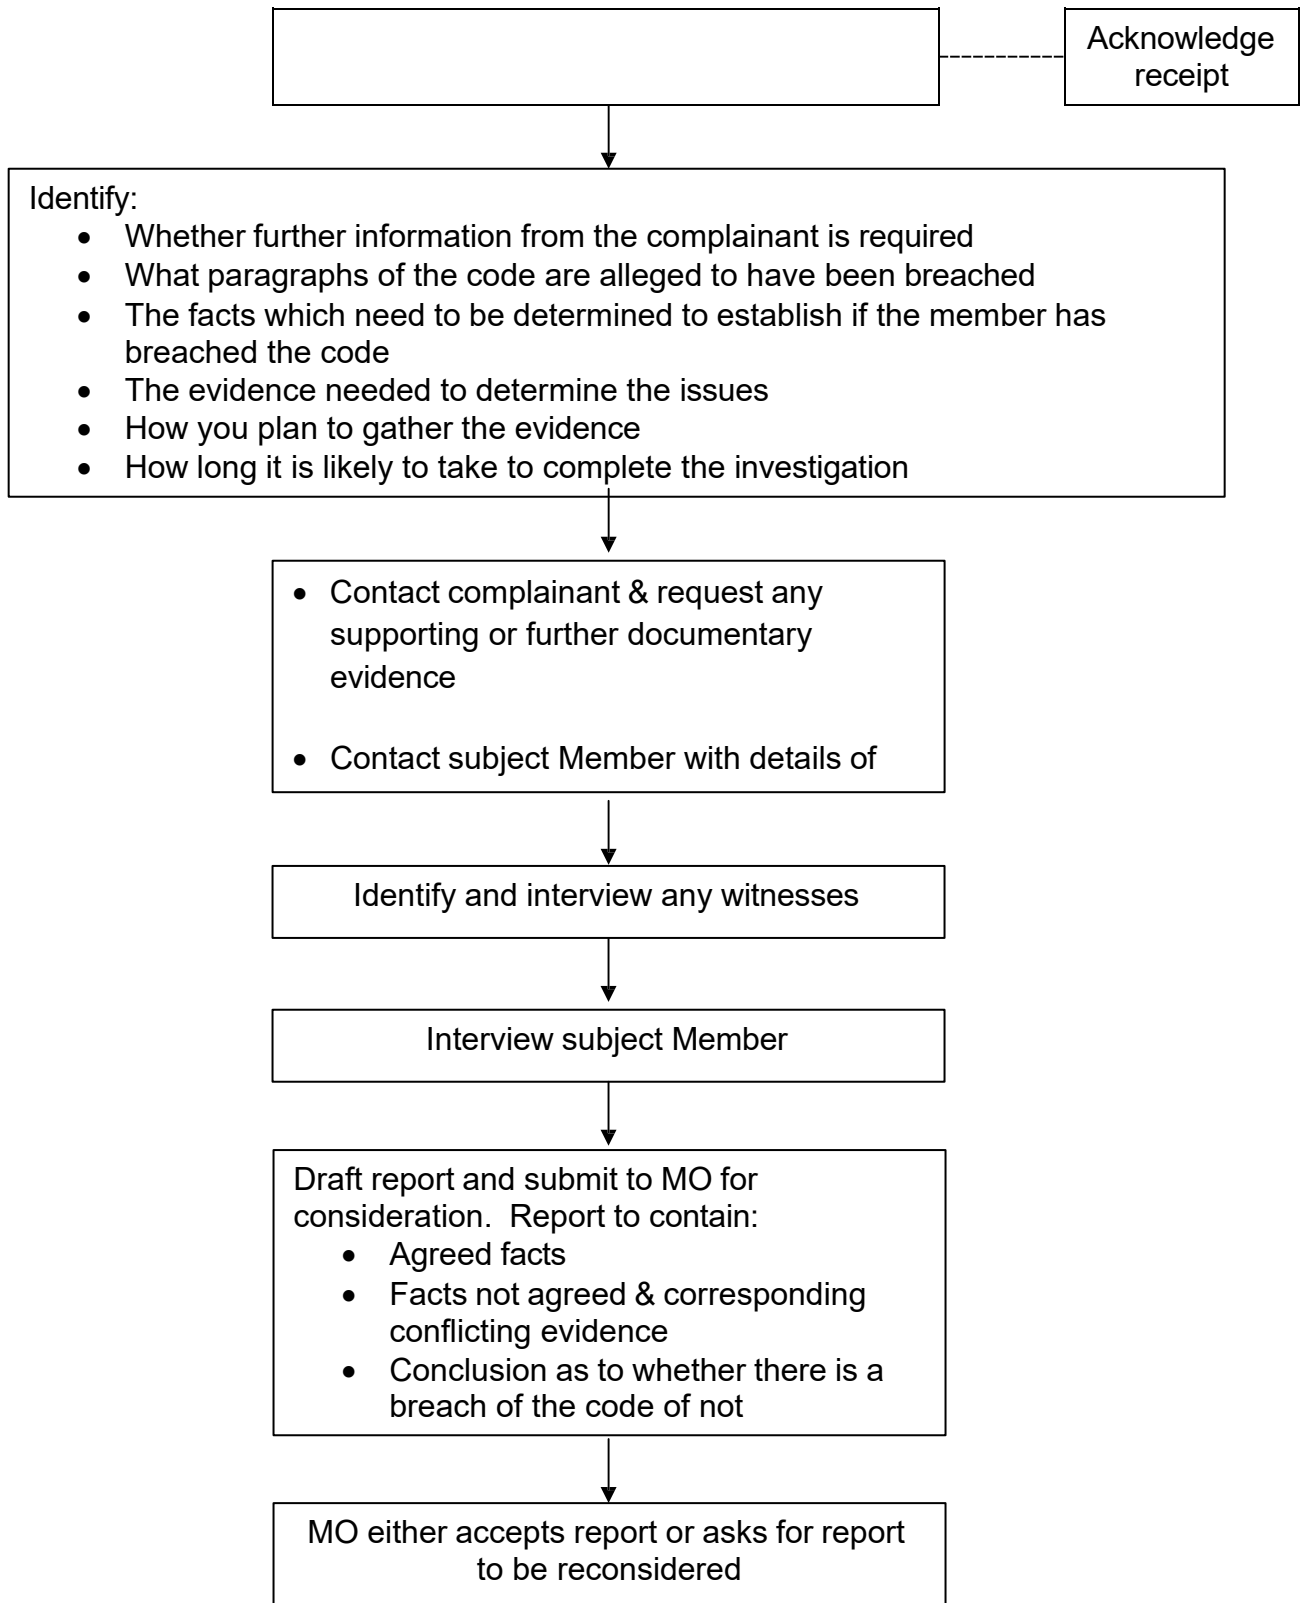 Acknowledge
receipt
Identify:
• Whether further information from the complainant is required
• What paragraphs of the code are alleged to have been breached
• The facts which need to be determined to establish if the member has
breached the code
• The evidence needed to determine the issues
• How you plan to gather the evidence
• How long it is likely to take to complete the investigation
• Contact complainant & request any
supporting or further documentary
evidence
• Contact subject Member with details of
Identify and interview any witnesses
Interview subject Member
Draft report and submit to MO for
consideration.  Report to contain:
• Agreed facts
• Facts not agreed & corresponding
conflicting evidence
• Conclusion as to whether there is a
breach of the code of not
MO either accepts report or asks for report
to be reconsidered